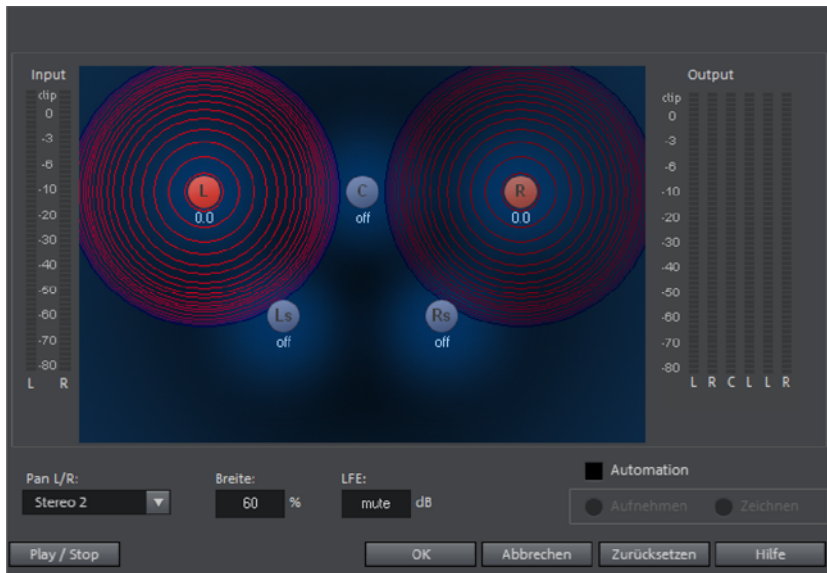 Input
clip
0
-3
-6
-10
-20
-30
-40
-50
-60
-70
-80
L R
L
0.0
C
off
R
0.0
Ls
off
Rs
off
Output
clip
0
-3
-6
-10
-20
-30
-40
-50
-60
-70
-80
L R C L L R
Pan L/R:
Stereo 2
Breite:
60 %
LFE:
mute dB
Automation
Aufnehmen Zeichnen
Play / Stop OK Abbrechen Zurücksetzen Hilfe